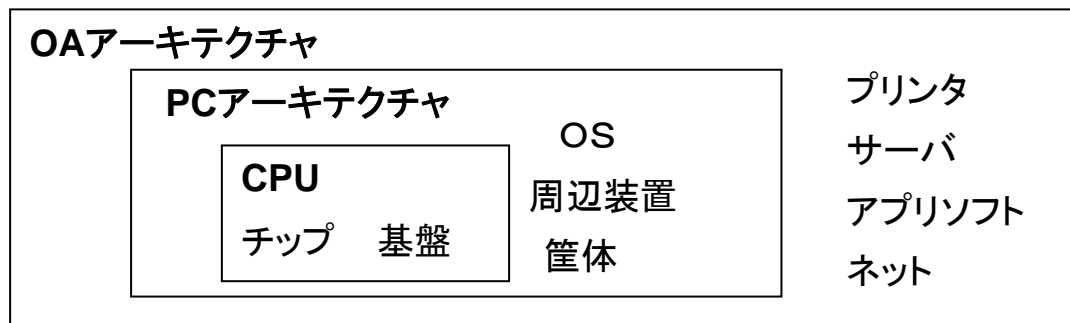 OAアーキテクチャ
PCアーキテクチャ
CPU
チップ 基盤
OS
周辺装置
筐体
プリンタ
サーバ
アプリソフト
ネット